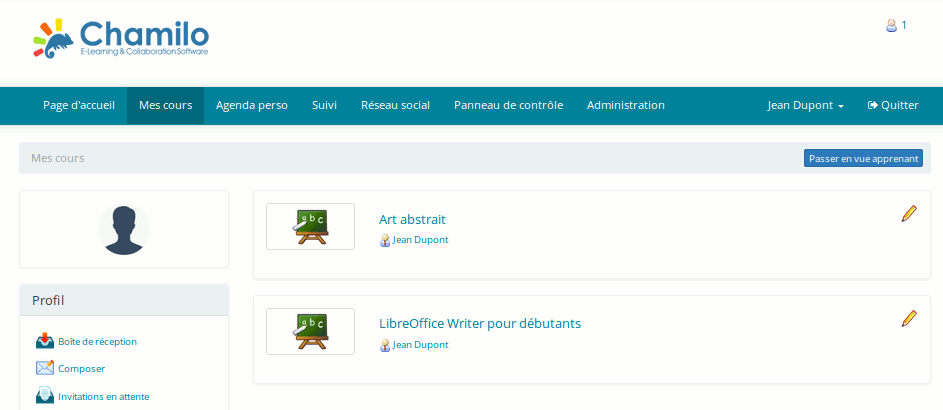 Chamilo
E-Learning & Collaboration Software
1
Page d'accueil Mes cours Agenda perso Suivi Réseau social Panneau de contrôle Administration Jean Dupont Quitter
Mes cours Passer en vue apprenant
a b c
Art abstrait
Jean Dupont
Profil
Boîte de réception
Composer
Invitations en attente
a b c
LibreOffice Writer pour débutants
Jean Dupont